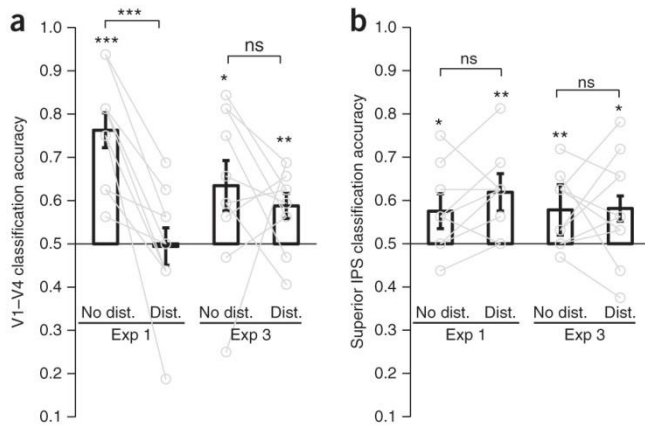 a
***
***
ns
*
**
V1–V4 classification accuracy
1.0
0.9
0.8
0.7
0.6
0.5
0.4
0.3
0.2
0.1
No dist. Dist. No dist. Dist.
Exp 1 Exp 3
b
ns
ns
*
**
**
*
Superior IPS classification accuracy
1.0
0.9
0.8
0.7
0.6
0.5
0.4
0.3
0.2
0.1
No dist. Dist. No dist. Dist.
Exp 1 Exp 3